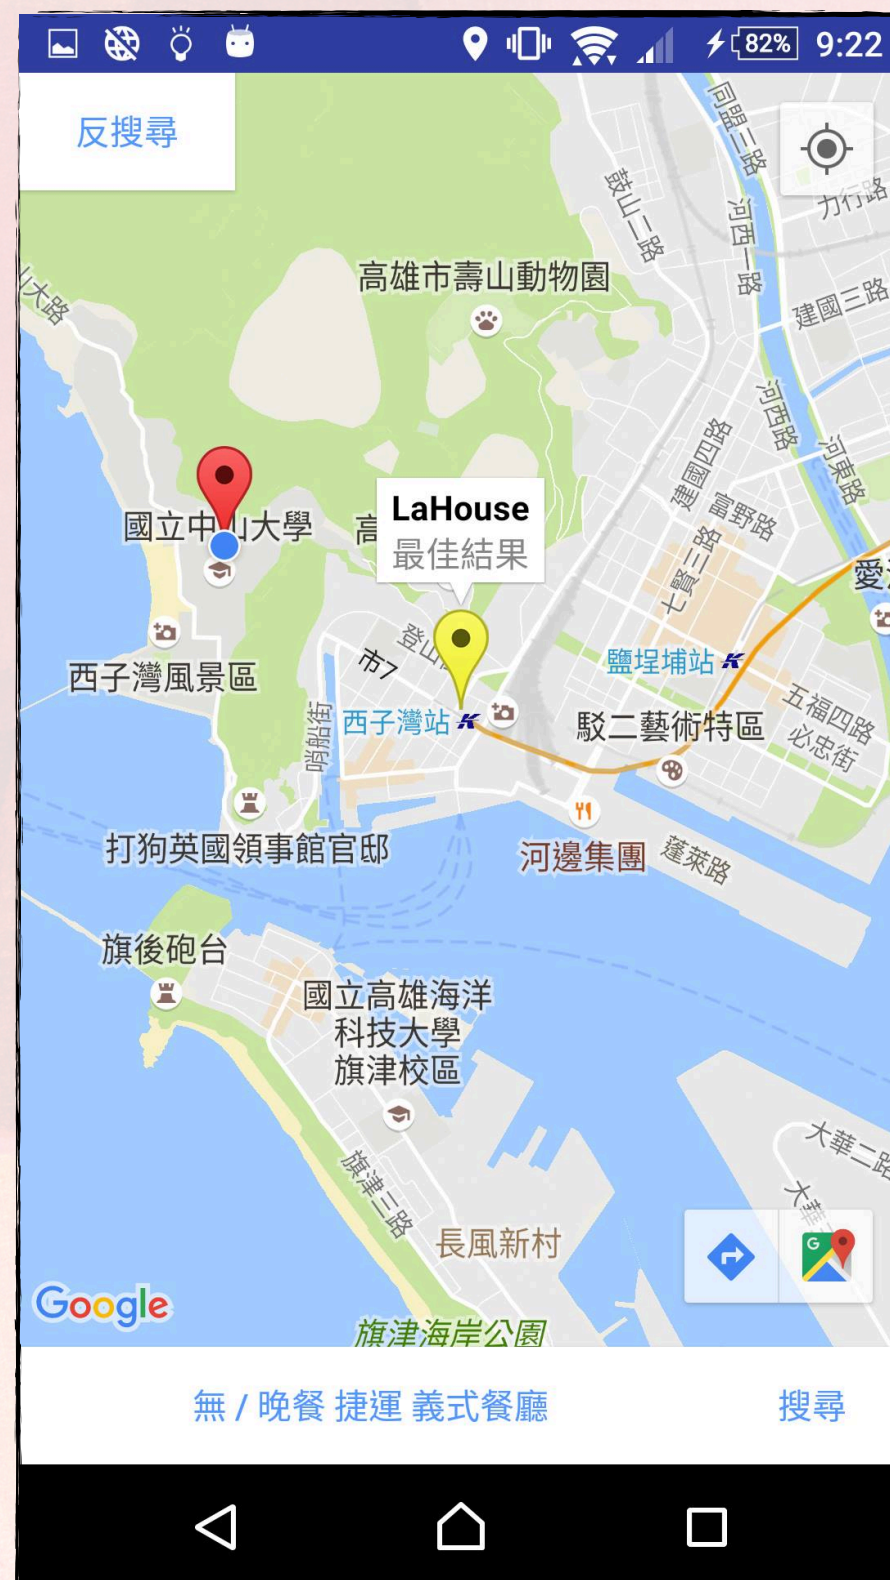 82% 9:22
反搜尋
同盟三路
力行路
鼓山二路
河西一路
高雄市壽山動物園
建國三路
山大路
河西路
河東路
建國四路
富野路
LaHouse
最佳結果
國立中山大學
高
七賢三路
愛
登山
市7
鹽埕埔站
西子灣風景區
西子灣站
哨船街
駁二藝術特區
五福四路
必忠街
打狗英國領事館官邸
河邊集團
蓬萊路
旗後砲台
國立高雄海洋
科技大學
旗津校區
大華二路
旗津三路
大華
長風新村
G
Google
旗津海岸公園
無 / 晚餐 捷運 義式餐廳
搜尋